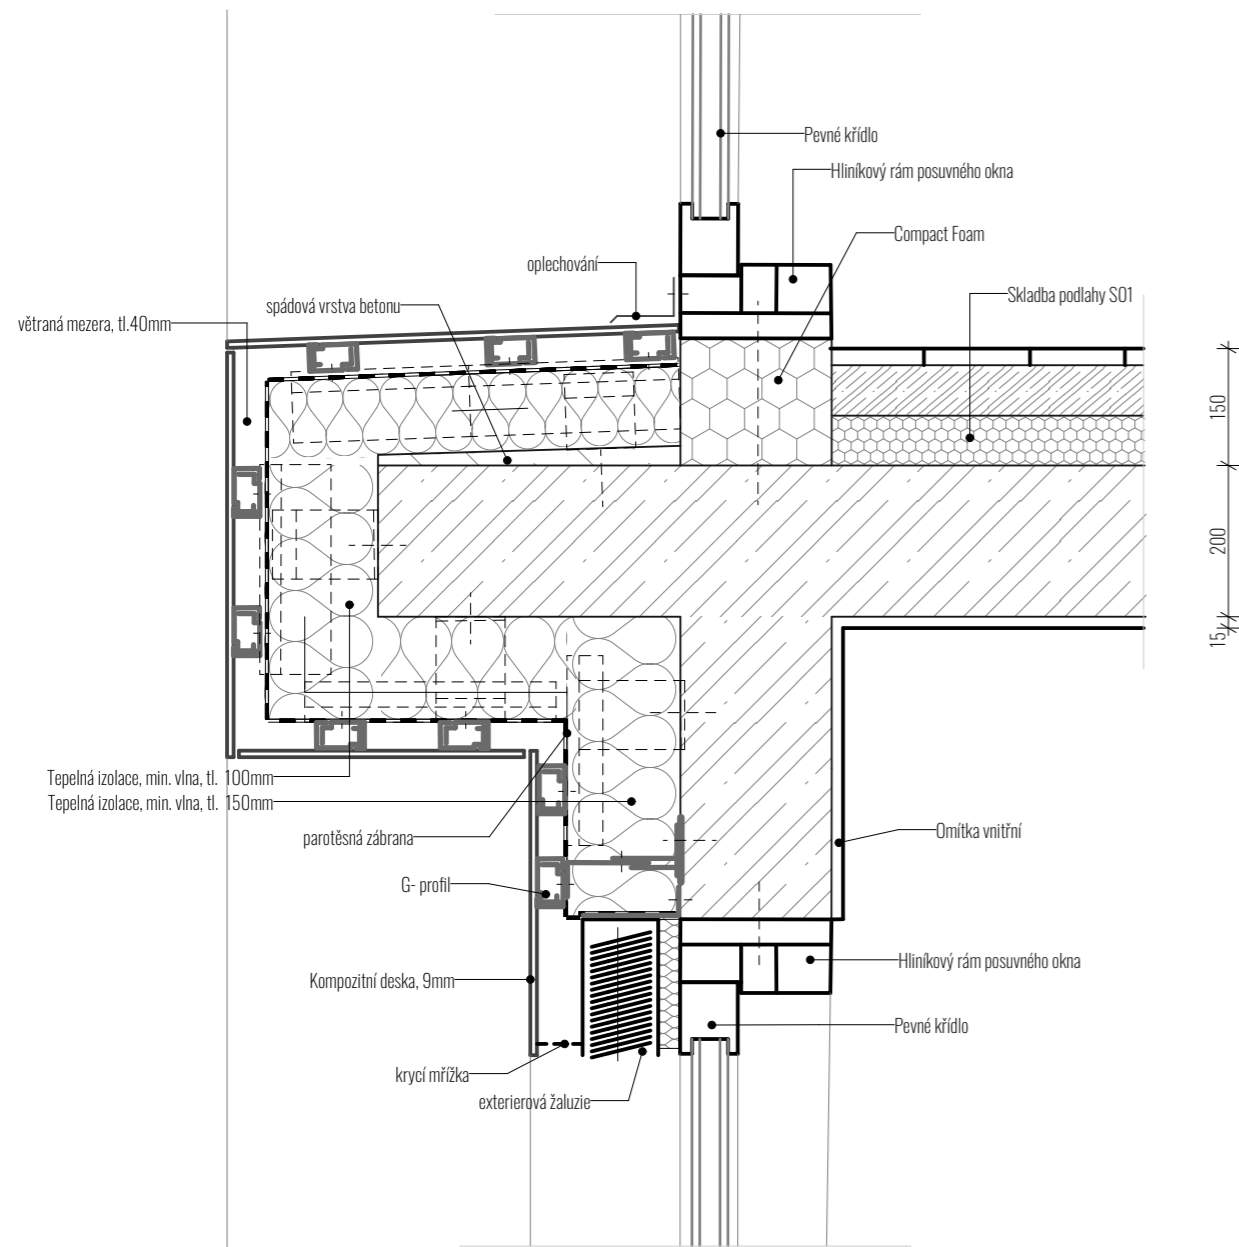 Pevné křídlo
Hliníkový rám posuvného okna
Compact Foam
oplechování
Skladba podlahy S01
spádová vrstva betonu
větraná mezera, tl.40mm
150
200
15
Tepelná izolace, min. vlna, tl. 100mm
Tepelná izolace, min. vlna, tl. 150mm
parotěsná zábrana
Omítka vnitřní
G- profil
Hliníkový rám posuvného okna
Kompozitní deska, 9mm
Pevné křídlo
krycí mřížka
exterierová žaluzie